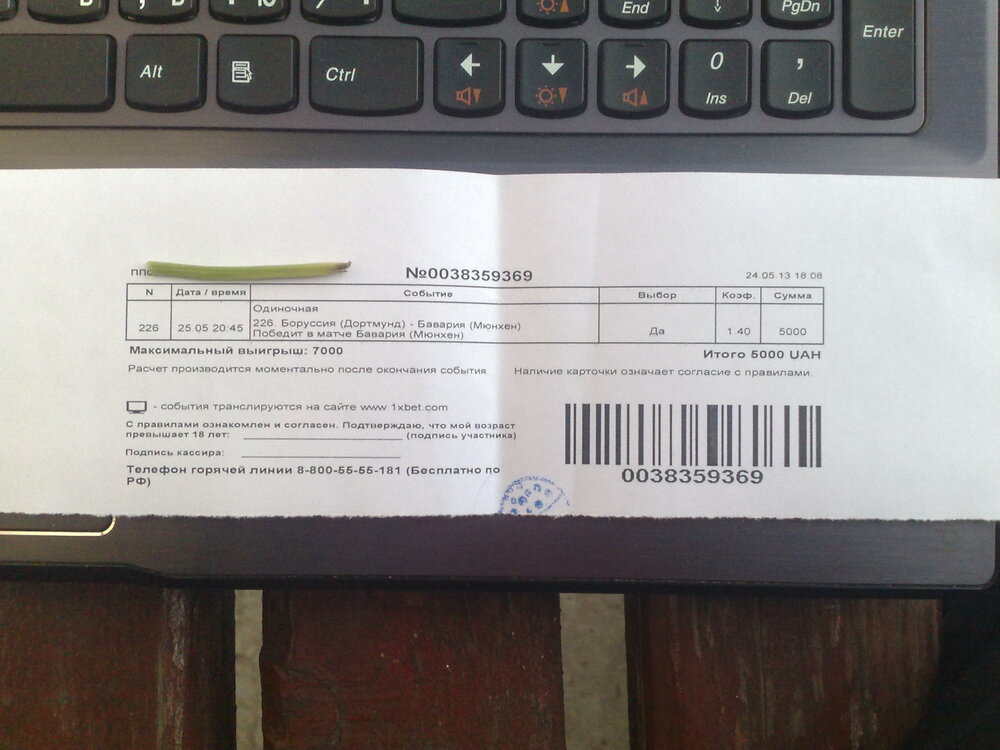 End
PgDn
Enter
Alt
Ctrl
0
Ins
,
Del
ППС
№0038359369
24.05.13 18 08
N Дата / время Событие Выбор Коэф. Сумма
Одиночная
226 25.05 20:45 226. Боруссия (Дортмунд) - Бавария (Мюнхен) Да 1 40 5000
Победит в матче Бавария (Мюнхен)
Максимальный выигрыш: 7000 Итого 5000 UAH
Расчет производится моментально после окончания события. Наличие карточки означает согласие с правилами.
- события транслируются на сайте www.1xbet.com
С правилами ознакомлен и согласен. Подтверждаю, что мой возраст
превышает 18 лет: (подпись участника)
Подпись кассира:
Телефон горячей линии 8-800-55-55-181 (Бесплатно по
РФ)
0038359369